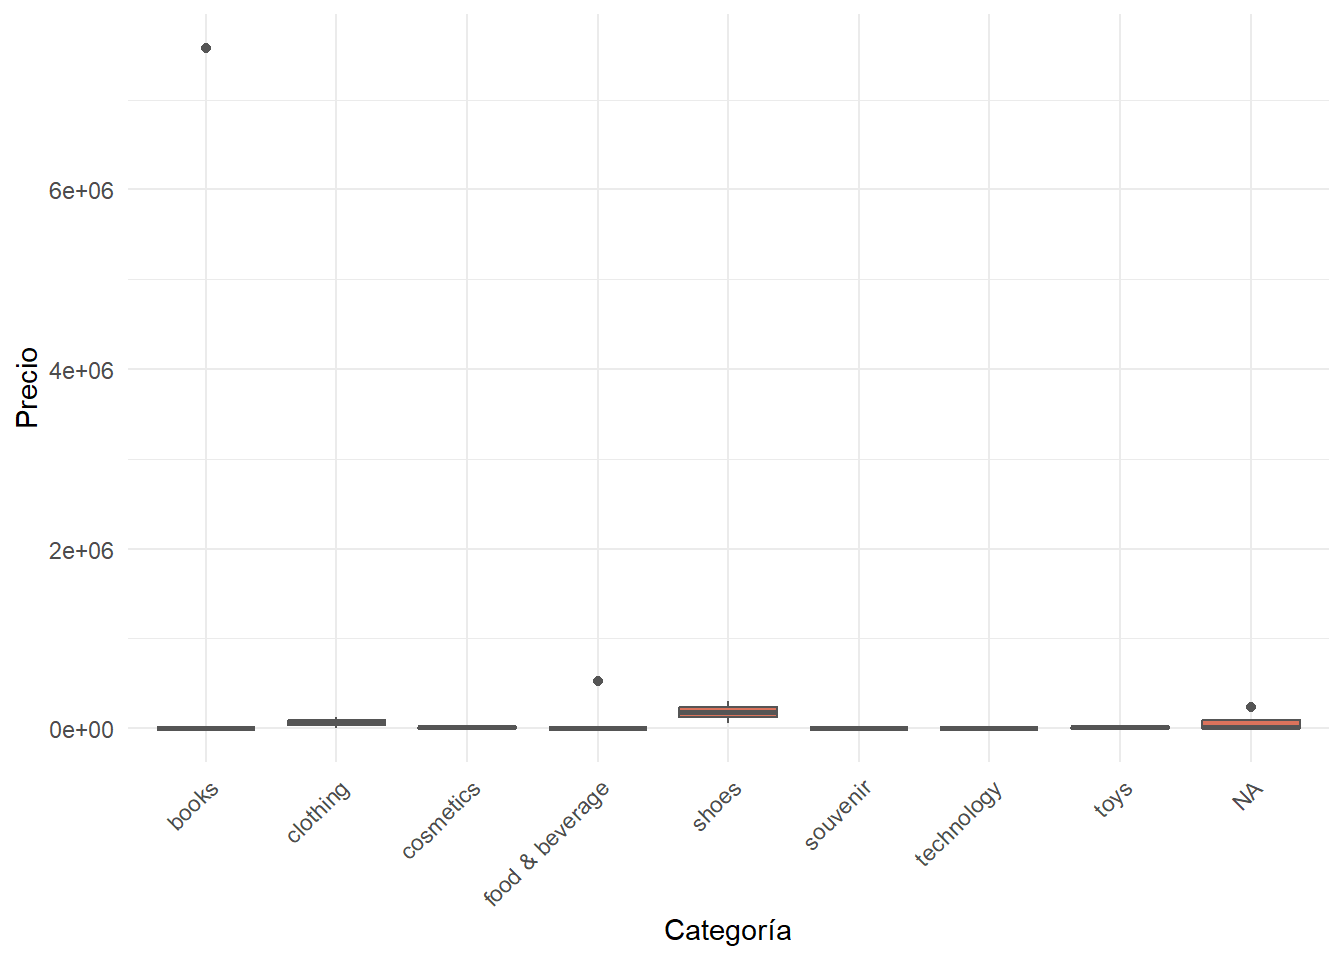 6e+06
4e+06
2e+06
0e+00
Precio
books
clothing
cosmetics
food & beverage
shoes
souvenir
technology
toys
NA
Categoría